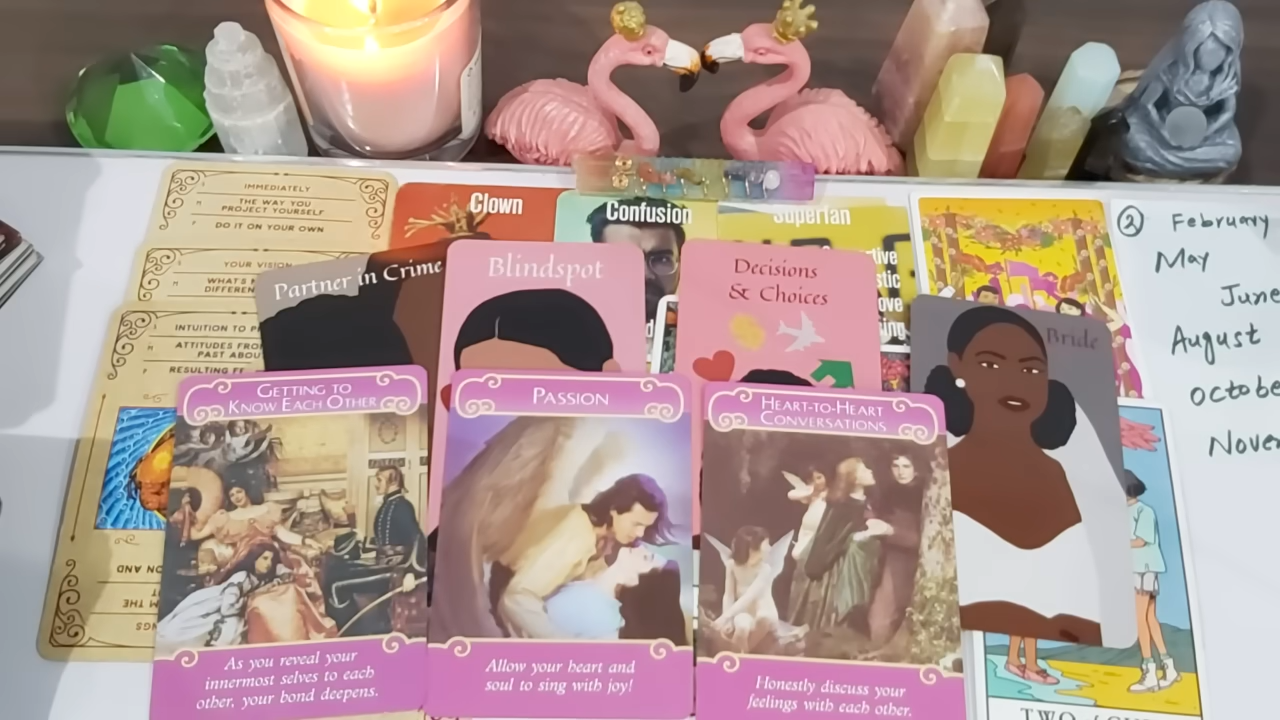 IMMEDIATELY
THE WAY YOU
PROJECT YOURSELF
DO IT ON YOUR OWN
YOUR VISION
WHAT'S
INTUITION TO
ATTITUDES
PAST
RESULTING
Clown
Confusion
Superfan
Partner in Crime
Blindspot
Decisions
& Choices
Bride
GETTING TO
KNOW EACH OTHER
As you reveal your
innermost selves to each
other, your bond deepens.
PASSION
Allow your heart and
soul to sing with joy!
HEART-TO-HEART
CONVERSATIONS
Honestly discuss your
feelings with each other.
TWO
② February
May
June
August